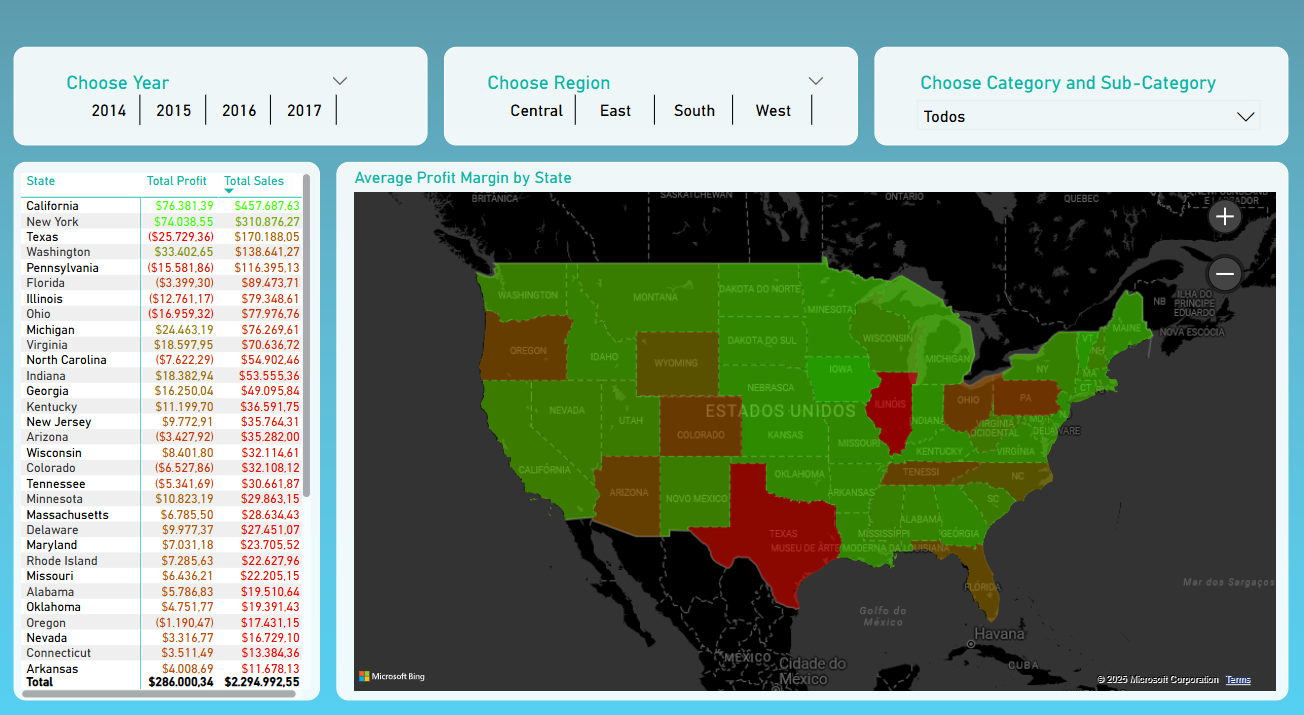 Choose Year
2014 2015 2016 2017
Choose Region
Central East South West
Choose Category and Sub-Category
Todos
State Total Profit Total Sales
California $76.381,39 $457.687,63
New York $74.038,55 $310.876,27
Texas ($25.729,36) $170.188,05
Washington $33.402,65 $138.641,27
Pennsylvania ($15.581,86) $116.395,13
Florida ($3.399,30) $89.473,71
Illinois ($12.761,17) $79.348,61
Ohio ($16.959,32) $77.976,76
Michigan $24.463,19 $76.269,61
Virginia $18.597,95 $70.636,72
North Carolina ($7.622,29) $54.902,46
Indiana $18.382,94 $53.555,36
Georgia $16.250,04 $49.095,84
Kentucky $11.199,70 $36.591,75
New Jersey $9.772,91 $35.764,31
Arizona ($3.427,92) $35.282,00
Wisconsin $8.401,80 $32.114,61
Colorado ($6.527,86) $32.108,12
Tennessee ($5.341,69) $30.661,87
Minnesota $10.823,19 $29.863,15
Massachusetts $6.785,50 $28.634,43
Delaware $9.977,37 $27.451,07
Maryland $7.031,18 $23.705,52
Rhode Island $7.285,63 $22.627,96
Missouri $6.436,21 $22.205,15
Alabama $5.786,83 $19.510,64
Oklahoma $4.751,77 $19.391,43
Oregon ($1.190,47) $17.431,15
Nevada $3.316,77 $16.729,10
Connecticut $3.511,49 $13.384,36
Arkansas $4.008,69 $11.678,13
Total $286.000,34 $2.294.992,55
Average Profit Margin by State
BRITÂNICA
SASKATCHEWAN
ONTARIO
QUEBEC
E LABRADOR
WASHINGTON
MONTANA
DAKOTA DO NORTE
MINESOTA
NB
ILHA DO
PRÍNCIPE
EDUARDO
NOVA ESCÓCIA
MAINE
VT
NH
OREGON
IDAHO
WYOMING
DAKOTA DO SUL
WISCONSIN
MICHIGAN
NY
MA
CT
IOWA
NEBRASCA
ILINÓIS
OHIO
PA
NEVADA
UTAH
COLORADO
ESTADOS UNIDOS
KANSAS
MISSOURI
INDIANA
VIRGÍNIA
OCIDENTAL
MD
DELAWARE
KENTUCKY
VIRGÍNIA
CALIFÓRNIA
ARIZONA
NOVO MEXICO
OKLAHOMA
ARKANSAS
TENESSI
NC
SC
TEXAS
MISSISSÍPPI
ALABAMA
GEÓRGIA
MUSEU DE ARTE MODERNA DA LOUISIANA
FLÓRIDA
Golfo do
México
Mar dos Sargaços
Havana
CUBA
MÉXICO
Cidade do
México
Microsoft Bing
© 2025 Microsoft Corporation Terms